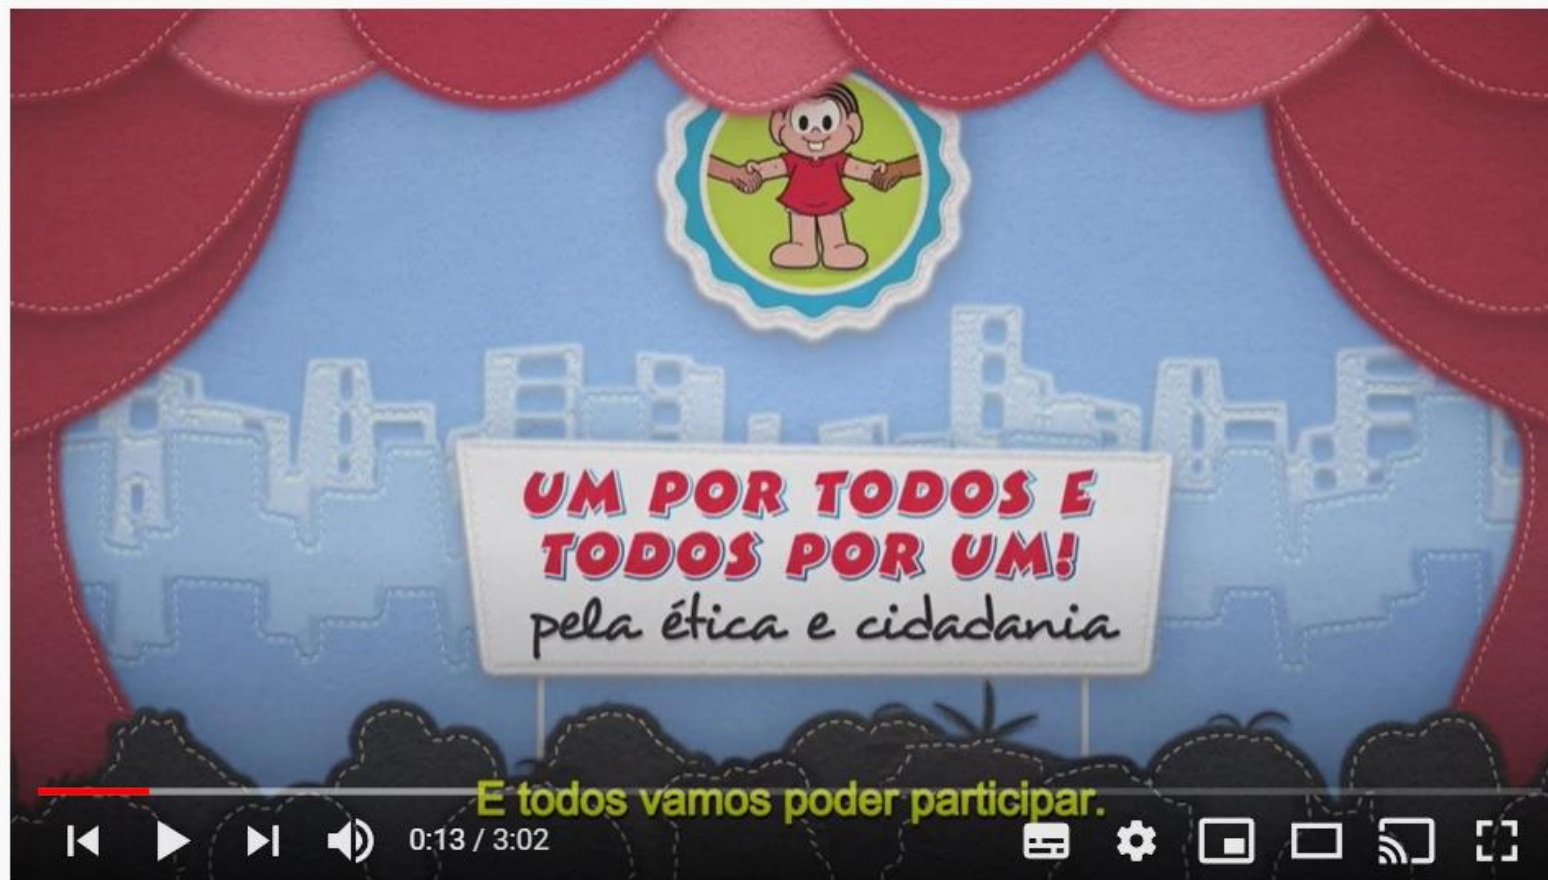 UM POR TODOS E
TODOS POR UM!
pela ética e cidadania
E todos vamos poder participar.
0:13 / 3:02